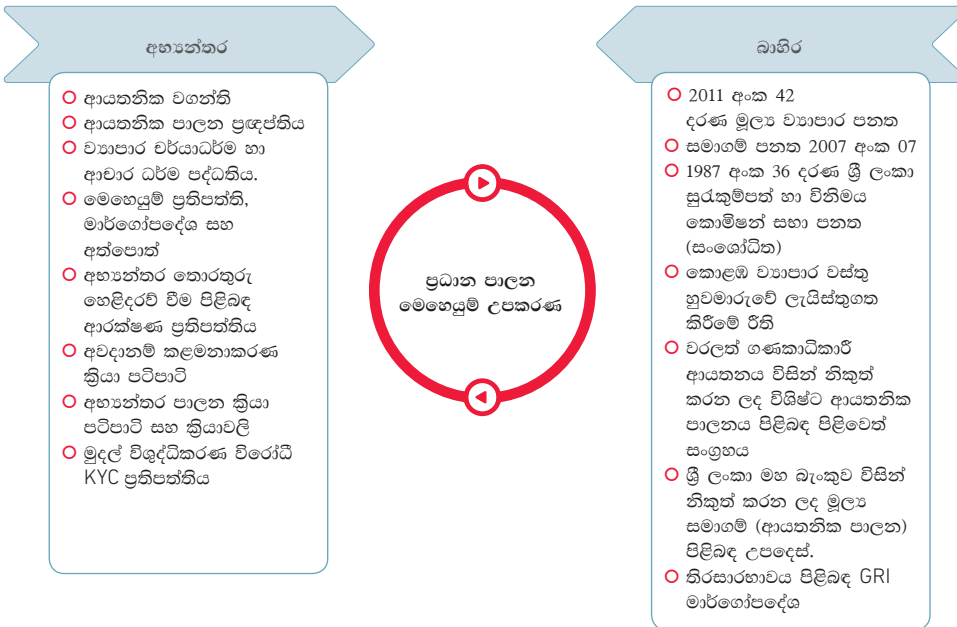 අභ්‍යන්තර
ආයතනික වගන්ති
ආයතනික පාලන ප්‍රඥප්තිය
ව්‍යාපාර චර්යාධර්ම හා
ආචාර ධර්ම පද්ධතිය.
මෙහෙයුම් ප්‍රතිපත්ති,
මාර්ගෝපදේශ සහ
අත්පොත්
අභ්‍යන්තර තොරතුරු
හෙළිදරව් වීම පිළිබඳ
ආරක්ෂණ ප්‍රතිපත්තිය
අවදානම් කළමනාකරණ
ක්‍රියා පටිපාටි
අභ්‍යන්තර පාලන ක්‍රියා
පටිපාටි සහ ක්‍රියාවලි
මුදල් විශුද්ධිකරණ විරෝධී
KYC ප්‍රතිපත්තිය
ප්‍රධාන පාලන
මෙහෙයුම් උපකරණ
බාහිර
2011 අංක 42
දරණ මූල්‍ය ව්‍යාපාර පනත
සමාගම් පනත 2007 අංක 07
1987 අංක 36 දරණ ශ්‍රී ලංකා
සුරැකුම්පත් හා විනිමය
කොමිෂන් සභා පනත
(සංශෝධිත)
කොළඹ ව්‍යාපාර වස්තු
හුවමාරුවේ ලැයිස්තුගත
කිරීමේ රීති
වරලත් ගණකාධිකාරී
ආයතනය විසින් නිකුත්
කරන ලද විශිෂ්ට ආයතනික
පාලනය පිළිබඳ පිළිවෙත්
සංග්‍රහය
ශ්‍රී ලංකා මහ බැංකුව විසින්
නිකුත් කරන ලද මූල්‍ය
සමාගම් (ආයතනික පාලන)
පිළිබඳ උපදෙස්.
තිරසාරභාවය පිළිබඳ GRI
මාර්ගෝපදේශ